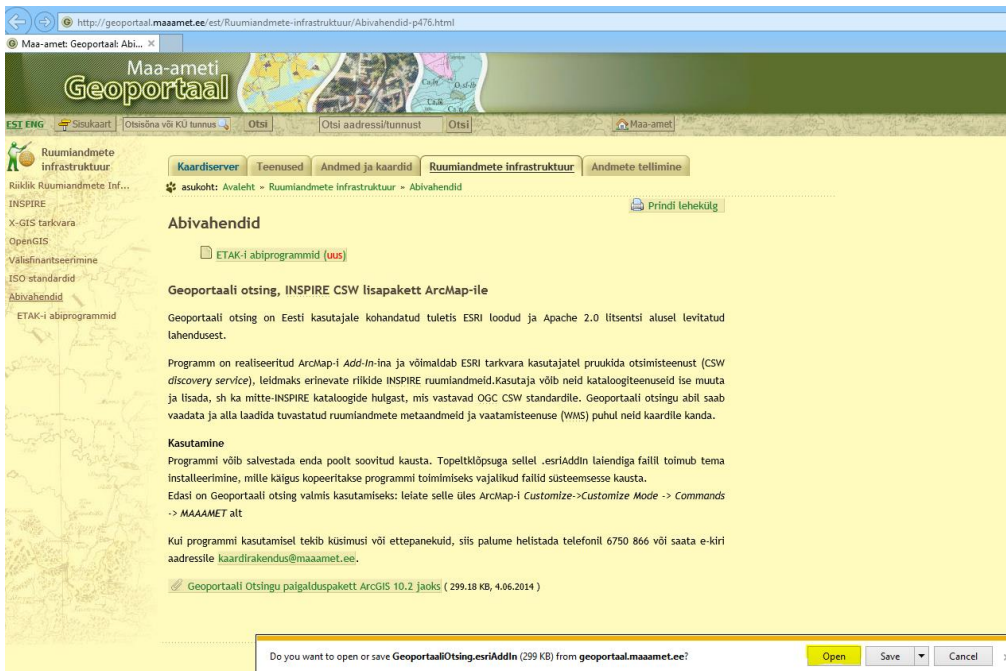 http://geoportaal.maaamet.ee/est/Ruumiandmete-infrastruktuur/Abivahendid-p476.html
Maa-amet: Geoportaal: Abi...
Maa-ameti
Geoportaal
EST ENG
Sisukaart
Otsisõna või KÜ tunnus
Otsi
Otsi aadressi/tunnust
Otsi
Maa-amet
Ruumiandmete
infrastruktuur
Riiklik Ruumiandmete Inf...
INSPIRE
X-GIS tarkvara
OpenGIS
Välisfinantseerimine
ISO standardid
Abivahendid
ETAK-i abiprogrammid
Kaardiserver
Teenused
Andmed ja kaardid
Ruumiandmete infrastruktuur
Andmete tellimine
asukoht: Avaleht » Ruumiandmete infrastruktuur » Abivahendid
Prindi lehekülg
Abivahendid
ETAK-i abiprogrammid (uus)
Geoportaali otsing, INSPIRE CSW lisapakett ArcMap-ile
Geoportaali otsing on Eesti kasutajale kohandatud tuletis ESRI loodud ja Apache 2.0 litsentsi alusel levitatud
lahendusest.
Programm on realiseeritud ArcMap-i Add-In-ina ja võimaldab ESRI tarkvara kasutajatel pruukida otsimisteenust (CSW
discovery service), leidmaks erinevate riikide INSPIRE ruumiandmeid.Kasutaja võib neid kataloogiteenuseid ise muuta
ja lisada, sh ka mitte-INSPIRE kataloogide hulgast, mis vastavad OGC CSW standardile. Geoportaali otsingu abil saab
vaadata ja alla laadida tuvastatud ruumiandmete metaandmeid ja vaatamisteenuse (WMS) puhul neid kaardile kanda.
Kasutamine
Programmi võib salvestada enda poolt soovitud kausta. Topeltklõpsuga sellel .esriAddIn laiendiga failil toimub tema
installeerimine, mille käigus kopeeritakse programmi toimimiseks vajalikud failid süsteemsesse kausta.
Edasi on Geoportaali otsing valmis kasutamiseks: leiate selle üles ArcMap-i Customize->Customize Mode -> Commands
-> MAAAMET alt
Kui programmi kasutamisel tekib küsimusi või ettepanekuid, siis palume helistada telefonil 6750 866 või saata e-kiri
aadressile kaardirakendus@maaamet.ee.
Geoportaali Otsingu paigalduspakett ArcGIS 10.2 jaoks ( 299.18 KB, 4.06.2014 )
Do you want to open or save GeoportaaliOtsing.esriAddIn (299 KB) from geoportaal.maaamet.ee?
Open
Save
Cancel